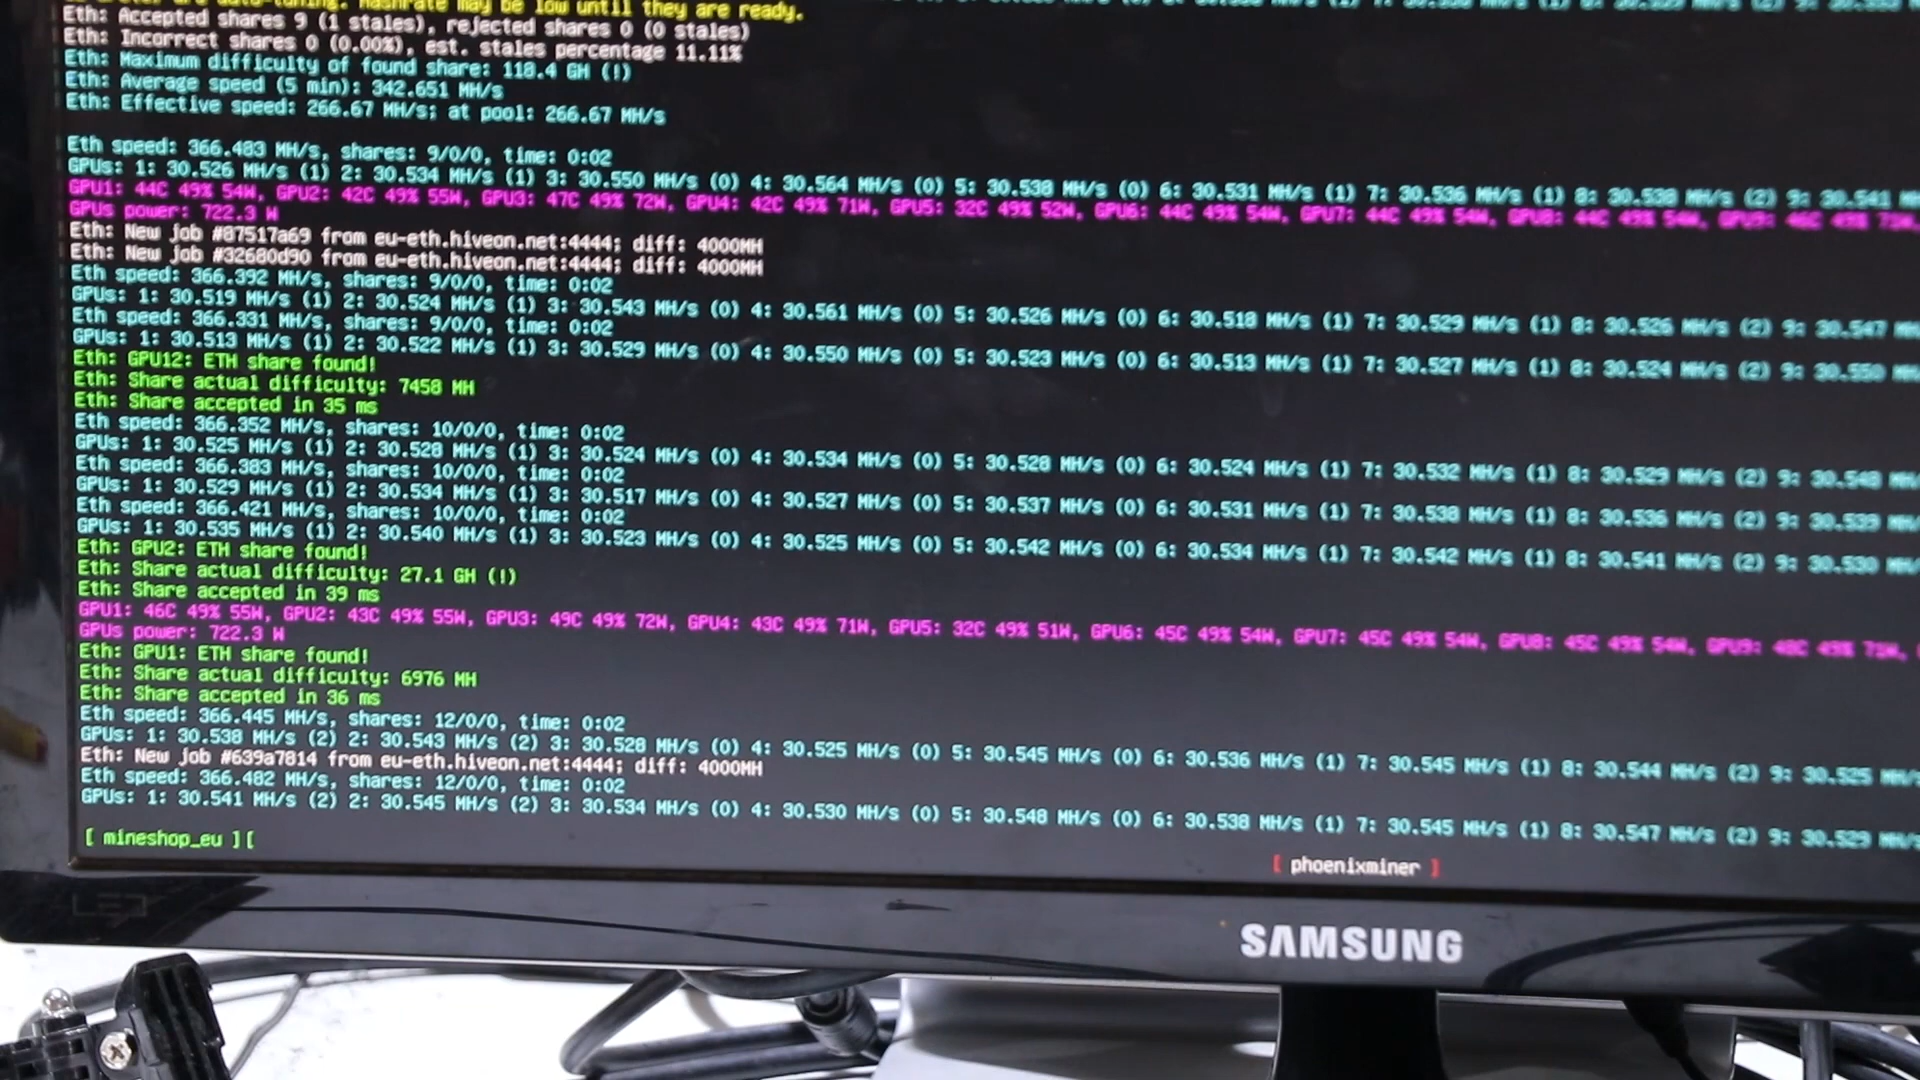 auto-tuning. Hashrate may be low until they are ready.
Eth: Accepted shares 9 (1 stales), rejected shares 0 (0 stales)
Eth: Incorrect shares 0 (0.00%), est. stales percentage 11.11%
Eth: Maximum difficulty of found share: 118.4 GH (!)
Eth: Average speed (5 min): 342.651 MH/s
Eth: Effective speed: 266.67 MH/s; at pool: 266.67 MH/s
Eth speed: 366.483 MH/s, shares: 9/0/0, time: 0:02
GPUs: 1: 30.526 MH/s (1) 2: 30.534 MH/s (1) 3: 30.550 MH/s (0) 4: 30.564 MH/s (0) 5: 30.538 MH/s (0) 6: 30.531 MH/s (1) 7: 30.536 MH/s (1) 8: 30.538 MH/s (2) 9: 30.541 MH
GPU1: 44C 49% 54W, GPU2: 42C 49% 55W, GPU3: 47C 49% 72W, GPU4: 42C 49% 71W, GPU5: 32C 49% 52W, GPU6: 44C 49% 54W, GPU7: 44C 49% 54W, GPU8: 44C 49% 54W, GPU9: 46C 49% 71W,
GPUs power: 722.3 W
Eth: New job #87517a69 from eu-eth.hiveon.net:4444; diff: 4000MH
Eth: New job #32680d90 from eu-eth.hiveon.net:4444; diff: 4000MH
Eth speed: 366.392 MH/s, shares: 9/0/0, time: 0:02
GPUs: 1: 30.519 MH/s (1) 2: 30.524 MH/s (1) 3: 30.543 MH/s (0) 4: 30.561 MH/s (0) 5: 30.526 MH/s (0) 6: 30.518 MH/s (1) 7: 30.529 MH/s (1) 8: 30.526 MH/s (2) 9: 30.547 MH/
Eth speed: 366.331 MH/s, shares: 9/0/0, time: 0:02
GPUs: 1: 30.513 MH/s (1) 2: 30.522 MH/s (1) 3: 30.529 MH/s (0) 4: 30.550 MH/s (0) 5: 30.523 MH/s (0) 6: 30.513 MH/s (1) 7: 30.527 MH/s (1) 8: 30.524 MH/s (2) 9: 30.550 MH/
Eth: GPU12: ETH share found!
Eth: Share actual difficulty: 7458 MH
Eth: Share accepted in 35 ms
Eth speed: 366.352 MH/s, shares: 10/0/0, time: 0:02
GPUs: 1: 30.525 MH/s (1) 2: 30.528 MH/s (1) 3: 30.524 MH/s (0) 4: 30.534 MH/s (0) 5: 30.528 MH/s (0) 6: 30.524 MH/s (1) 7: 30.532 MH/s (1) 8: 30.529 MH/s (2) 9: 30.548 MH/
Eth speed: 366.383 MH/s, shares: 10/0/0, time: 0:02
GPUs: 1: 30.529 MH/s (1) 2: 30.534 MH/s (1) 3: 30.517 MH/s (0) 4: 30.527 MH/s (0) 5: 30.537 MH/s (0) 6: 30.531 MH/s (1) 7: 30.538 MH/s (1) 8: 30.536 MH/s (2) 9: 30.539 MH/
Eth speed: 366.421 MH/s, shares: 10/0/0, time: 0:02
GPUs: 1: 30.535 MH/s (1) 2: 30.540 MH/s (1) 3: 30.523 MH/s (0) 4: 30.525 MH/s (0) 5: 30.542 MH/s (0) 6: 30.534 MH/s (1) 7: 30.542 MH/s (1) 8: 30.541 MH/s (2) 9: 30.530 MH/
Eth: GPU2: ETH share found!
Eth: Share actual difficulty: 27.1 GH (!)
Eth: Share accepted in 39 ms
GPU1: 46C 49% 55W, GPU2: 43C 49% 55W, GPU3: 49C 49% 72W, GPU4: 43C 49% 71W, GPU5: 32C 49% 51W, GPU6: 45C 49% 54W, GPU7: 45C 49% 54W, GPU8: 45C 49% 54W, GPU9: 48C 49% 71W,
GPUs power: 722.3 W
Eth: GPU1: ETH share found!
Eth: Share actual difficulty: 6976 MH
Eth: Share accepted in 36 ms
Eth speed: 366.445 MH/s, shares: 12/0/0, time: 0:02
GPUs: 1: 30.538 MH/s (2) 2: 30.543 MH/s (2) 3: 30.528 MH/s (0) 4: 30.525 MH/s (0) 5: 30.545 MH/s (0) 6: 30.536 MH/s (1) 7: 30.545 MH/s (1) 8: 30.544 MH/s (2) 9: 30.525 MH/s
Eth: New job #639a7814 from eu-eth.hiveon.net:4444; diff: 4000MH
Eth speed: 366.482 MH/s, shares: 12/0/0, time: 0:02
GPUs: 1: 30.541 MH/s (2) 2: 30.545 MH/s (2) 3: 30.534 MH/s (0) 4: 30.530 MH/s (0) 5: 30.548 MH/s (0) 6: 30.538 MH/s (1) 7: 30.545 MH/s (1) 8: 30.547 MH/s (2) 9: 30.529 MH/s
[ mineshop_eu ][
[ phoenixminer ]
SAMSUNG